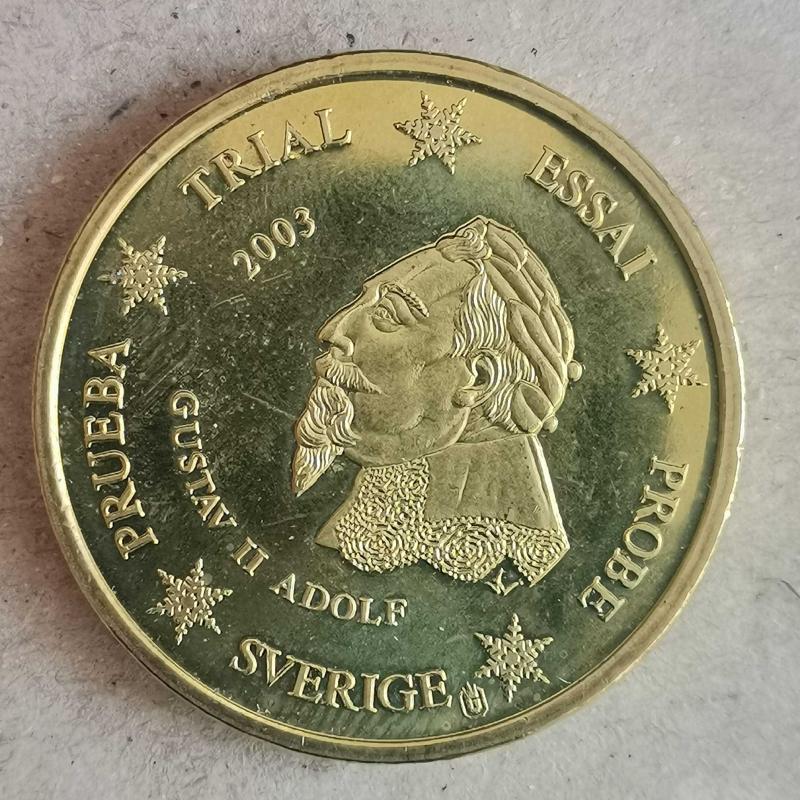 TRIAL
ESSAI
PROBE
SVERIGE
PRUEBA
2003
GUSTAV II ADOLF
K